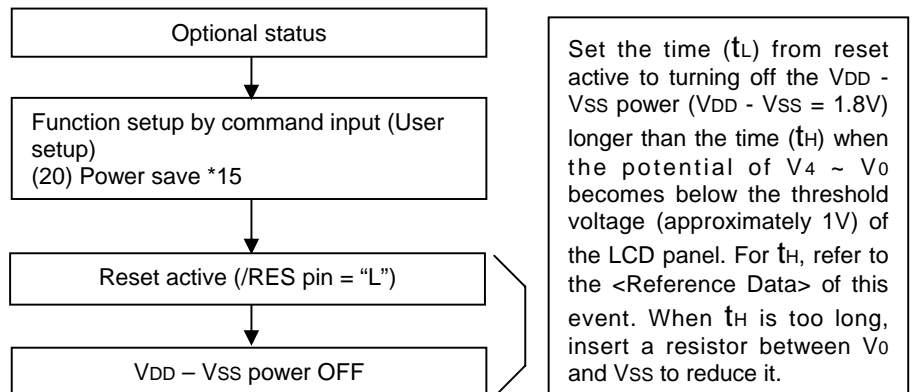 Optional status
Function setup by command input (User
setup)
(20) Power save *15
Reset active (/RES pin = “L”)
VDD – VSS power OFF
Set the time (tL) from reset
active to turning off the VDD -
VSS power (VDD - VSS = 1.8V)
longer than the time (tH) when
the potential of V4 ~ V0
becomes below the threshold
voltage (approximately 1V) of
the LCD panel. For tH, refer to
the <Reference Data> of this
event. When tH is too long,
insert a resistor between V0
and VSS to reduce it.